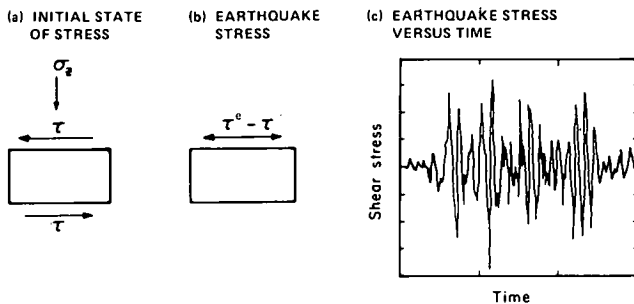 (a) INITIAL STATE
OF STRESS
σz
τ
τ
(b) EARTHQUAKE
STRESS
τᵉ - τ
(c) EARTHQUAKE STRESS
VERSUS TIME
Shear stress
Time